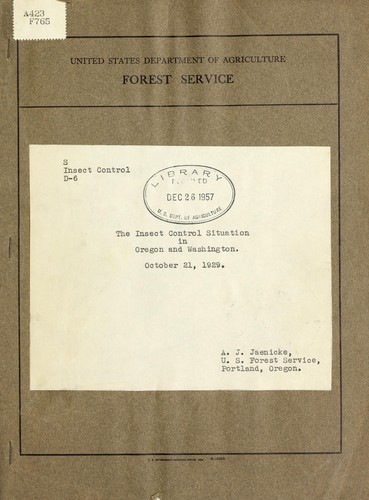 A423
F765
UNITED STATES DEPARTMENT OF AGRICULTURE
FOREST SERVICE
S
Insect Control
D-6
LIBRARY
DEC 26 1957
U. S. DEPT. OF AGRICULTURE
The Insect Control Situation
in
Oregon and Washington.
October 21, 1929.
A. J. Jaenicke,
U. S. Forest Service,
Portland, Oregon.